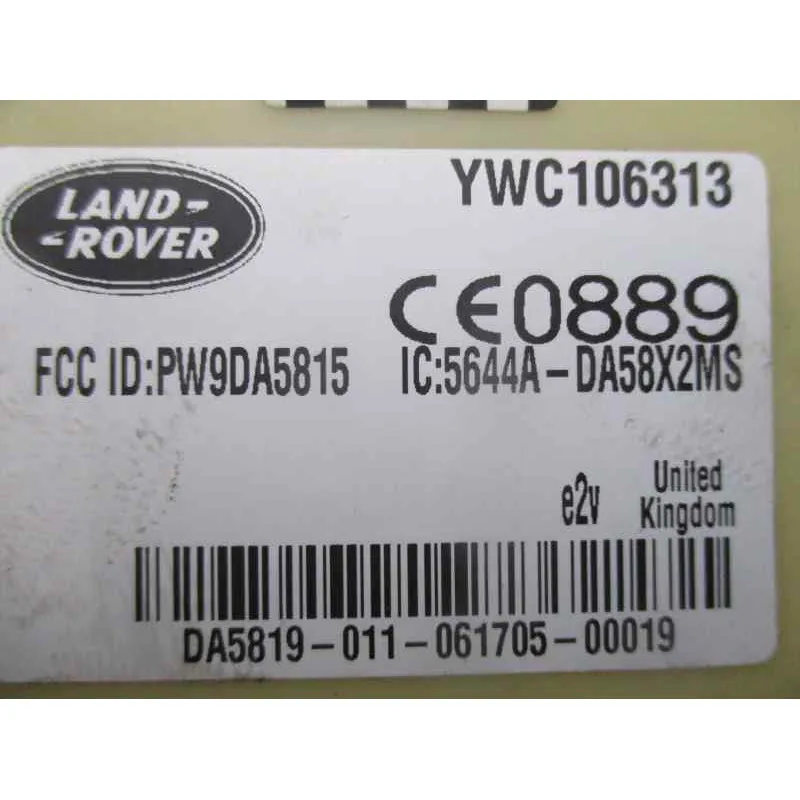 LAND-
-ROVER
YWC106313
CE0889
FCC ID:PW9DA5815 IC:5644A-DA58X2MS
e2v United
Kingdom
DA5819-011-061705-00019